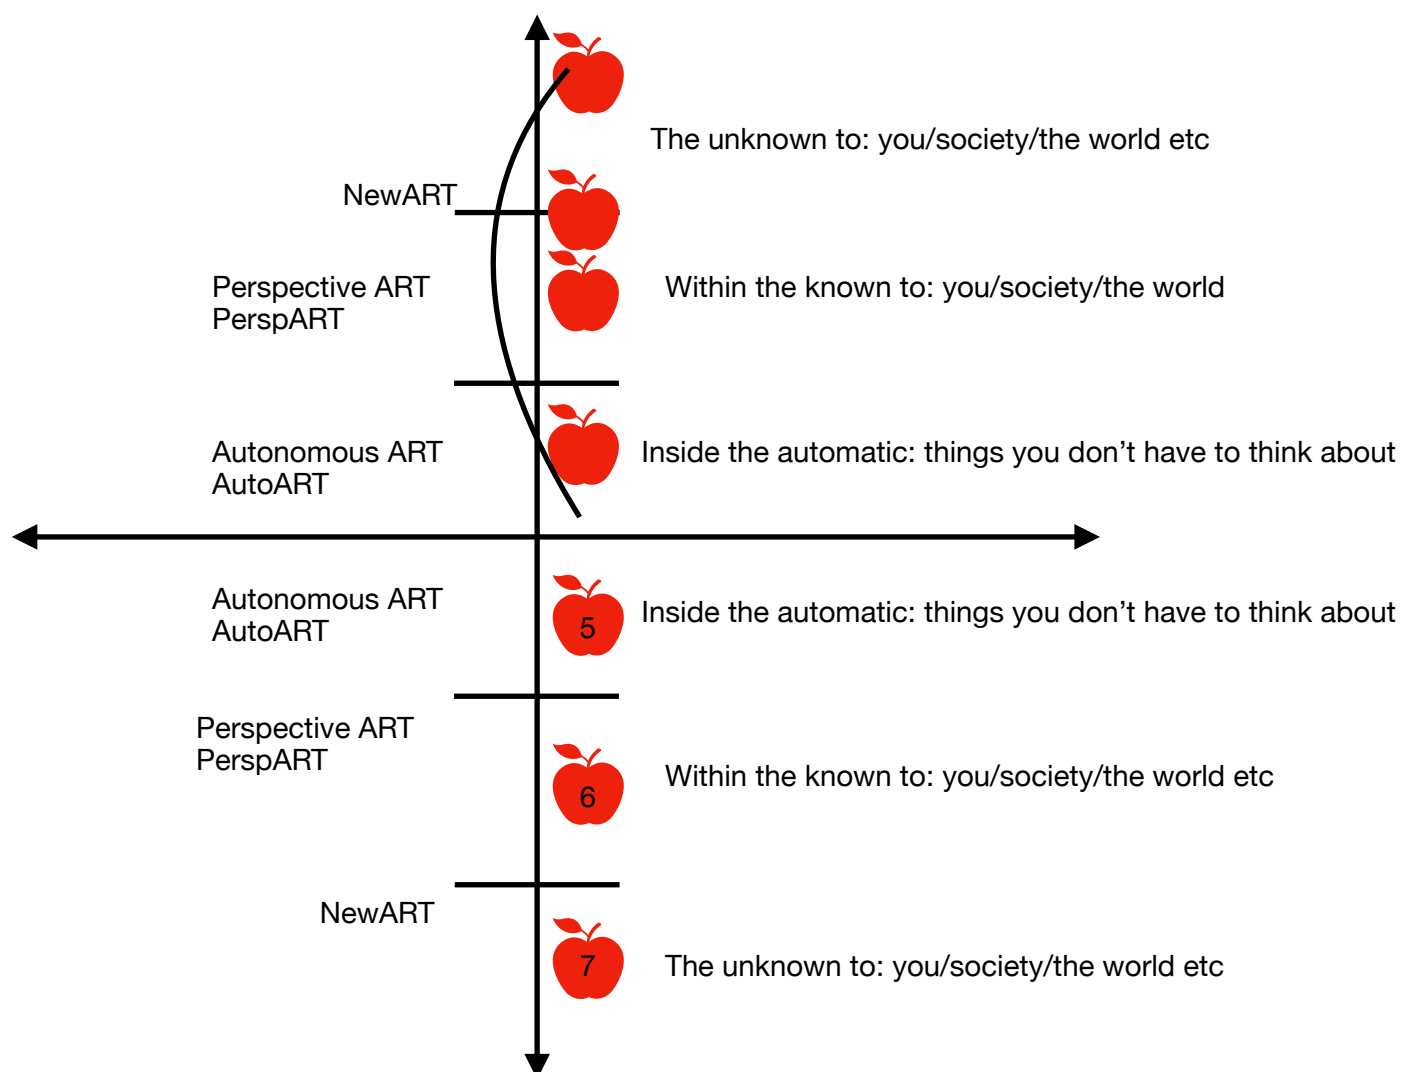 The unknown to: you/society/the world etc
NewART
Perspective ART
PerspART
Within the known to: you/society/the world
Autonomous ART
AutoART
Inside the automatic: things you don’t have to think about
Autonomous ART
AutoART
5
Inside the automatic: things you don’t have to think about
Perspective ART
PerspART
6
Within the known to: you/society/the world etc
NewART
7
The unknown to: you/society/the world etc